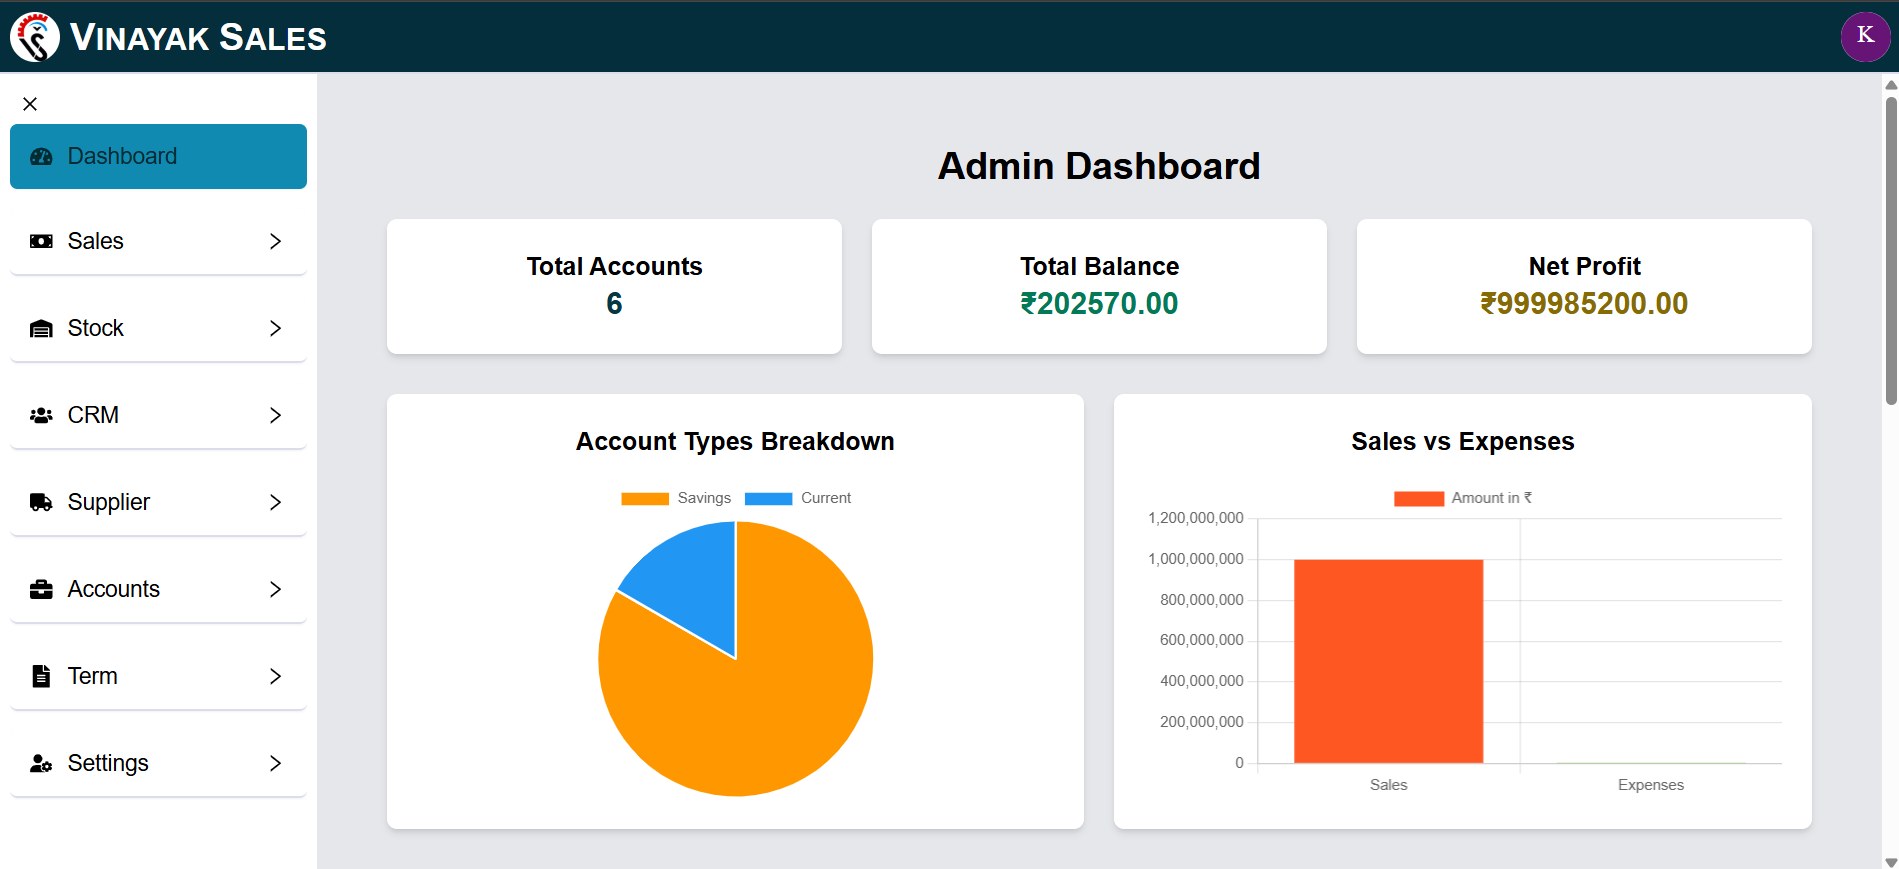 VINAYAK SALES
K
Dashboard
Sales
Stock
CRM
Supplier
Accounts
Term
Settings
Admin Dashboard
Total Accounts
6
Total Balance
₹202570.00
Net Profit
₹999985200.00
Account Types Breakdown
Savings Current
Sales vs Expenses
Amount in ₹
1,200,000,000
1,000,000,000
800,000,000
600,000,000
400,000,000
200,000,000
0
Sales Expenses